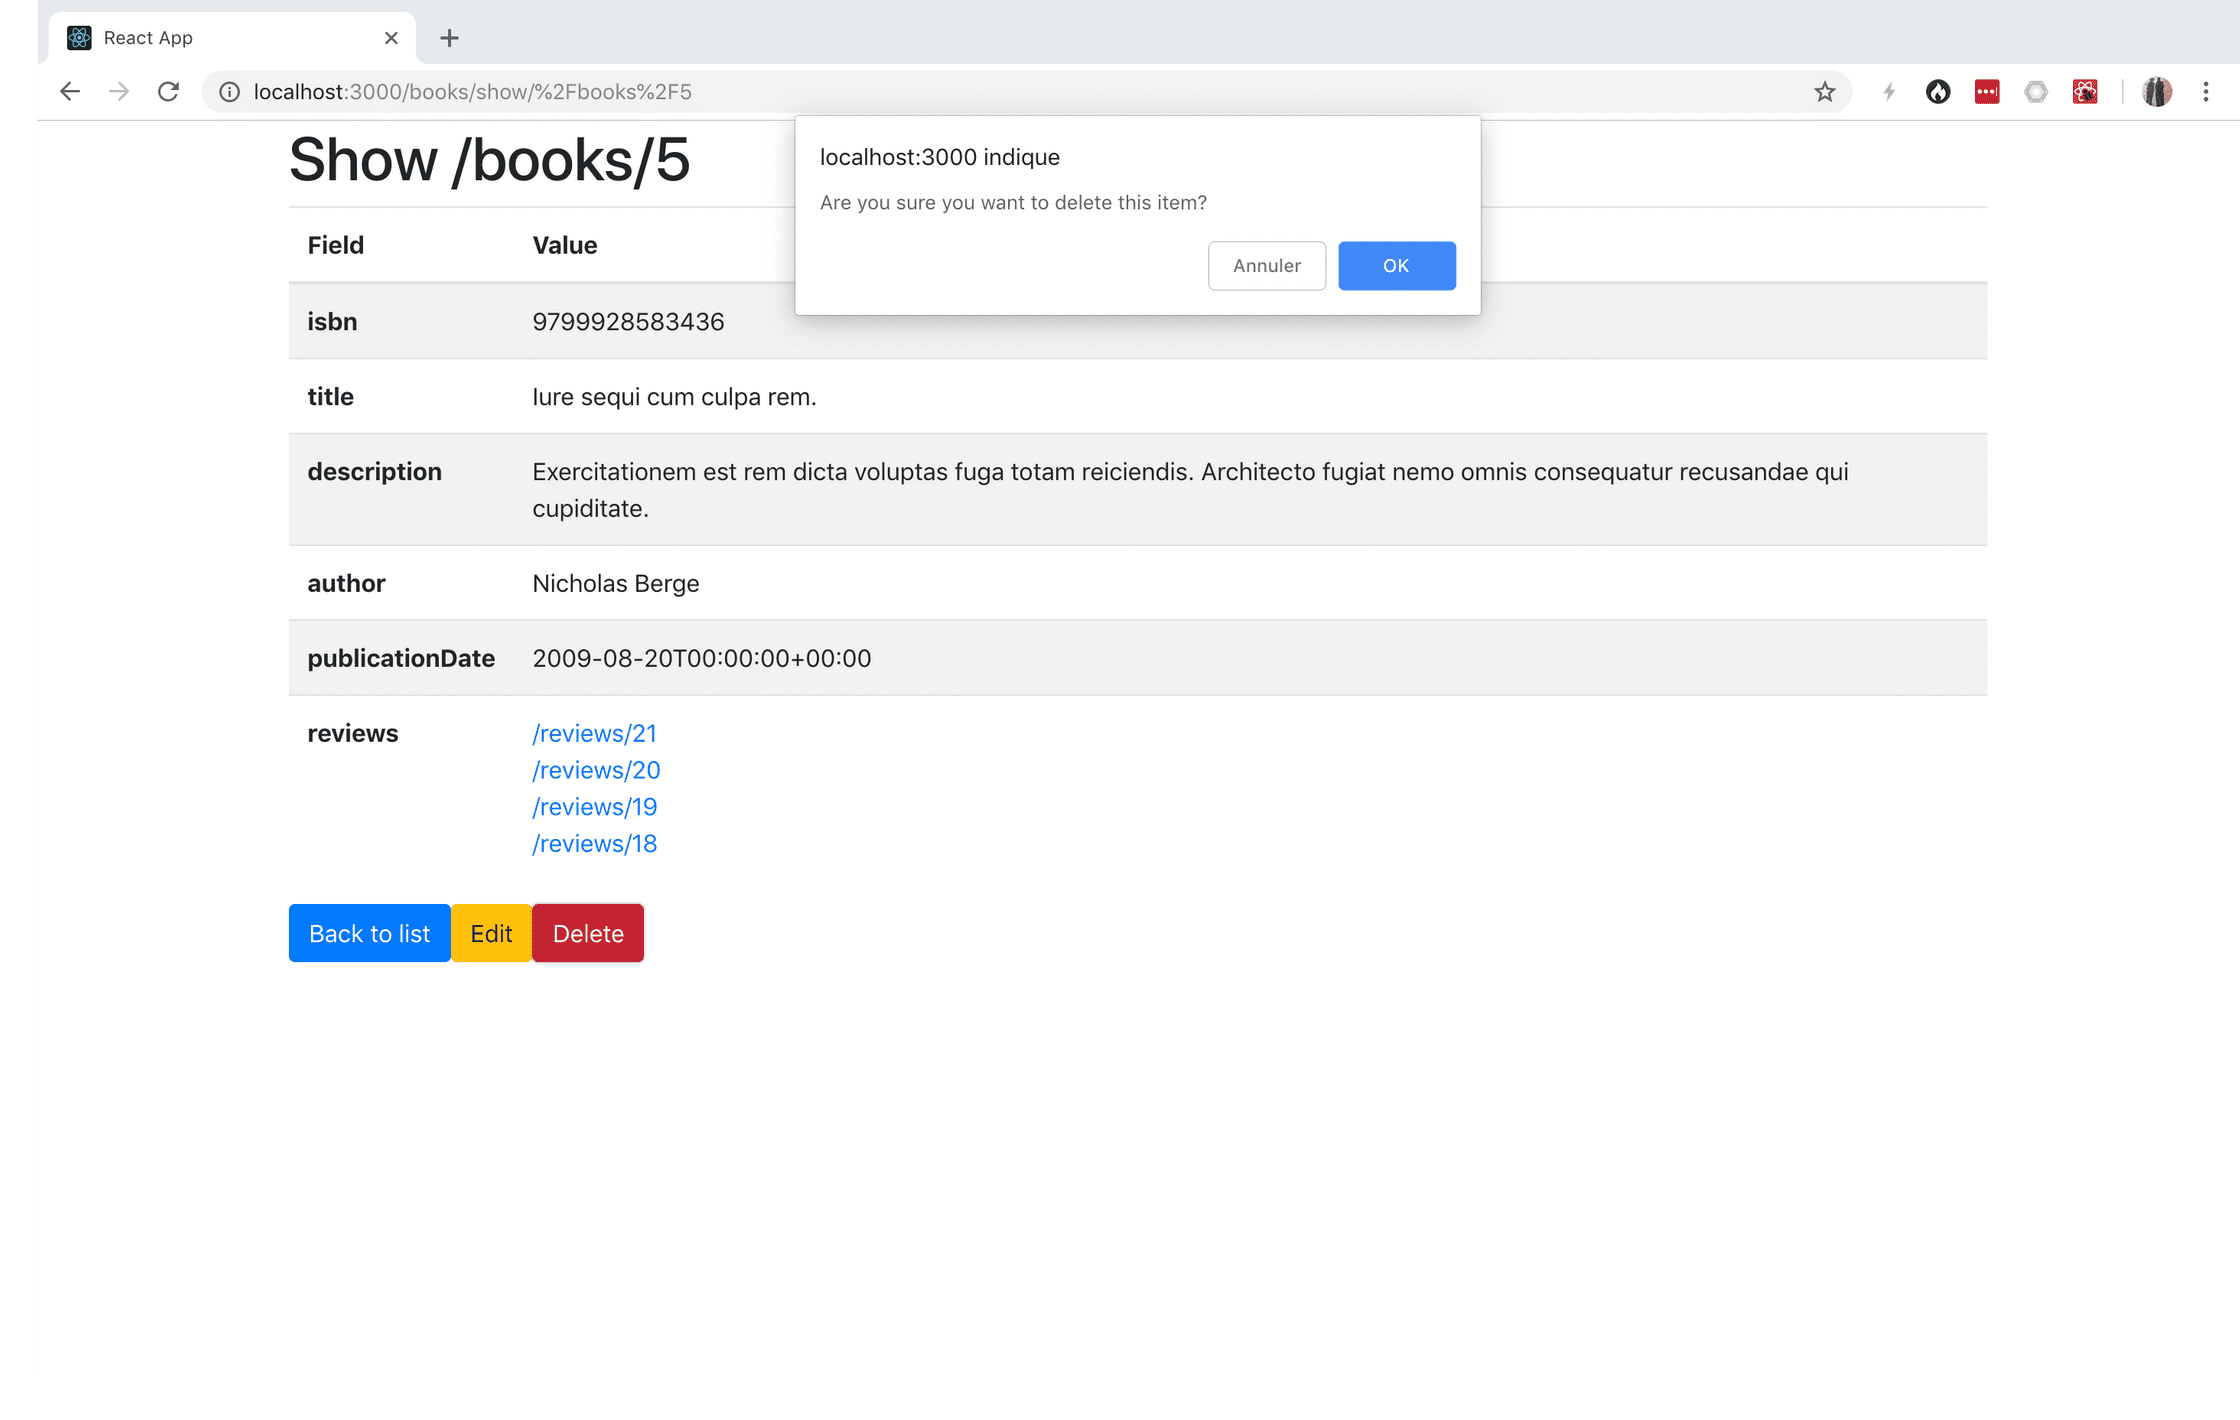 React App
localhost:3000/books/show/%2Fbooks%2F5
localhost:3000 indique
Are you sure you want to delete this item?
Annuler OK
Show /books/5
Field Value
isbn 9799928583436
title Iure sequi cum culpa rem.
description Exercitationem est rem dicta voluptas fuga totam reiciendis. Architecto fugiat nemo omnis consequatur recusandae qui
cupiditate.
author Nicholas Berge
publicationDate 2009-08-20T00:00:00+00:00
reviews /reviews/21
/reviews/20
/reviews/19
/reviews/18
Back to list Edit Delete